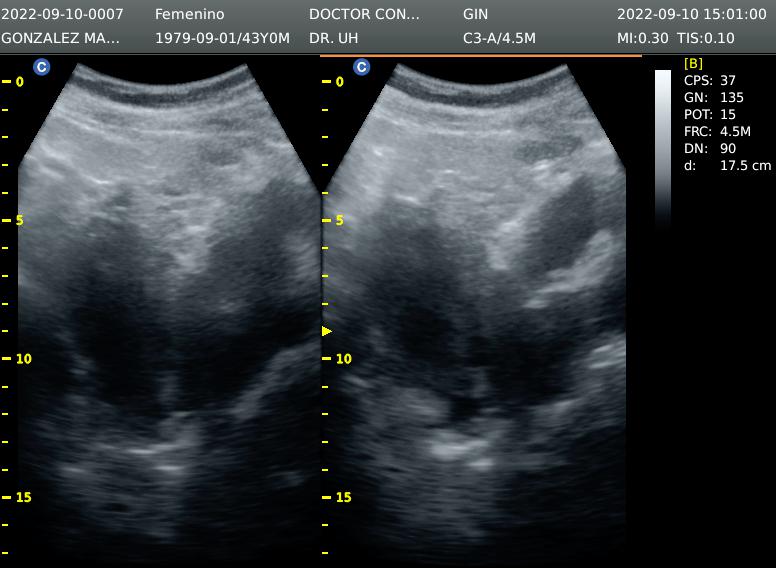 2022-09-10-0007 Femenino DOCTOR CON... GIN 2022-09-10 15:01:00
GONZALEZ MA... 1979-09-01/43Y0M DR. UH C3-A/4.5M MI:0.30 TIS:0.10
C C [B]
0 0 CPS: 37
GN: 135
POT: 15
FRC: 4.5M
DN: 90
d: 17.5 cm
5 5
10 10
15 15